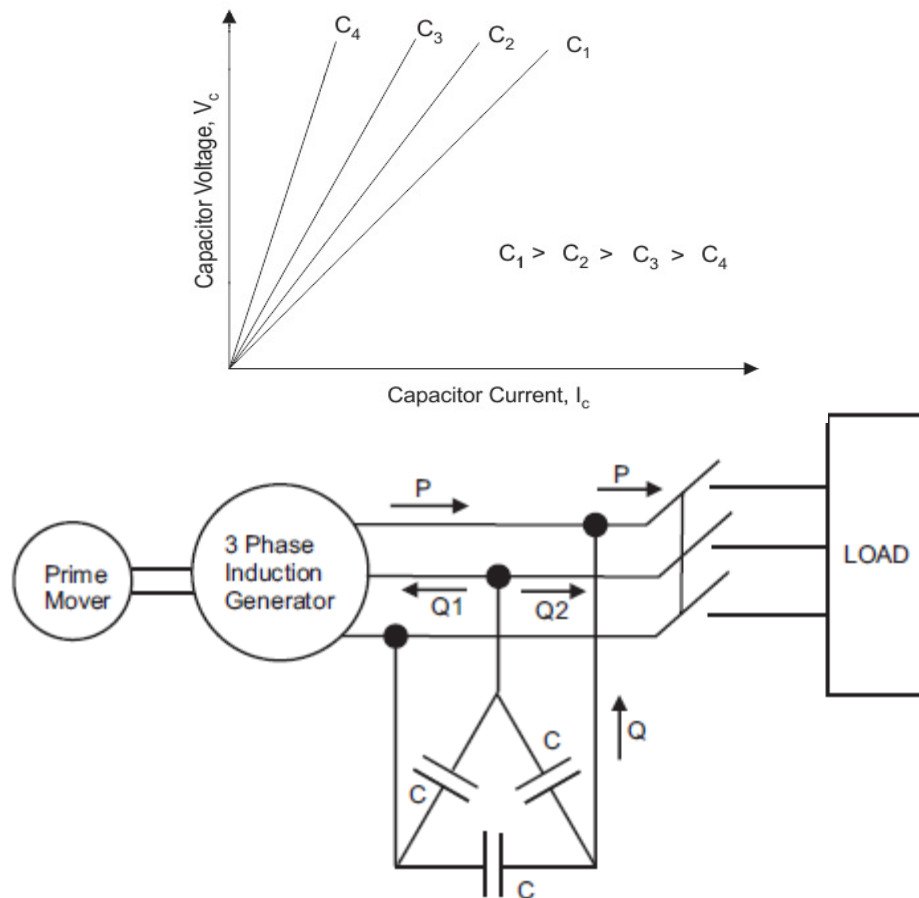 C4 C3 C2 C1
Capacitor Voltage, Vc
C1 > C2 > C3 > C4
Capacitor Current, Ic
P P
3 Phase
Induction
Generator
Prime
Mover
LOAD
Q1 Q2
Q
C
C
C